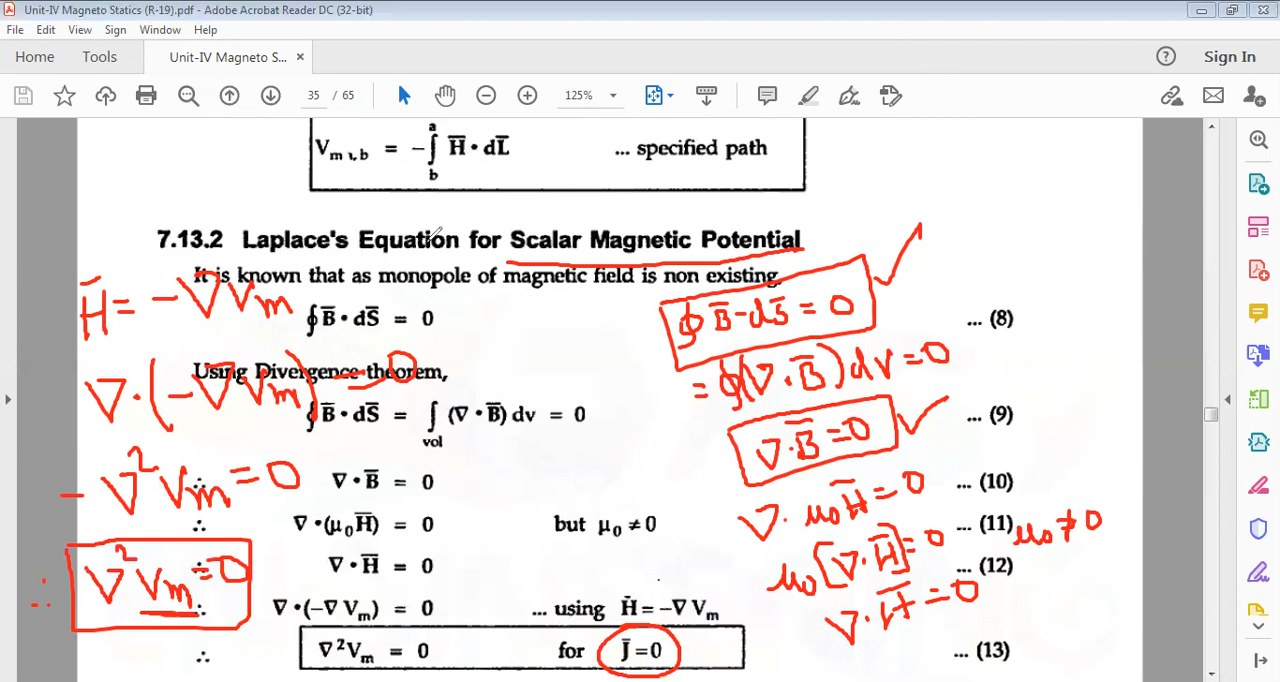 Unit-IV Magneto Statics (R-19).pdf - Adobe Acrobat Reader DC (32-bit)
File Edit View Sign Window Help
Home Tools Unit-IV Magneto S... × Sign In
35 / 65 125%
a
V_m ı,b = -∫ H̄ • dL̄ ... specified path
b
7.13.2 Laplace's Equation for Scalar Magnetic Potential
It is known that as monopole of magnetic field is non existing.
H̄ = -∇Vm
∮ B̄ • dS̄ = 0 ... (8)
∮ B̄ - dS̄ = 0
Using Divergence theorem,
∇·(-∇Vm) = 0
= ∮(∇·B̄)dv = 0
∮ B̄ • dS̄ = ∫ (∇ • B̄) dv = 0 ... (9)
vol
∇·B̄ = 0
-∇²Vm = 0
∴ ∇ • B̄ = 0 ... (10)
∇·μ₀H̄ = 0
∴ ∇ • (μ₀H̄) = 0 but μ₀ ≠ 0 ... (11)
μ₀ ≠ 0
μ₀[∇·H̄] = 0
∇ • H̄ = 0 ... (12)
∴ ∇²Vm = 0
∇·H̄ = 0
∴ ∇ • (-∇ Vm) = 0 ... using H̄ = -∇ Vm
∴ ∇²Vm = 0 for J̄ = 0 ... (13)